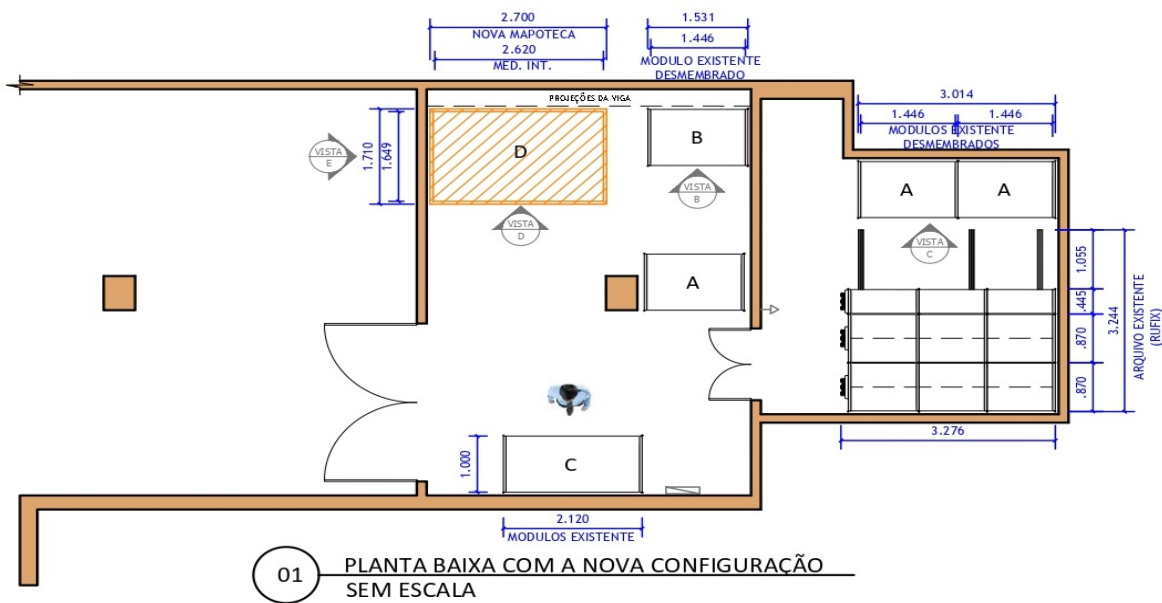 2.700
NOVA MAPOTECA
2.620
MED. INT.
1.531
1.446
MODULO EXISTENTE
DESMEMBRADO
PROJEÇÕES DA VIGA
3.014
1.446
1.446
MODULOS EXISTENTE
DESMEMBRADOS
VISTA
E
1.710
1.649
D
B
VISTA
B
VISTA
D
A
A
VISTA
C
A
1.055
.445
.870
.870
3.244
ARQUIVO EXISTENTE
(RUFIX)
3.276
1.000
C
2.120
MODULOS EXISTENTE
01
PLANTA BAIXA COM A NOVA CONFIGURAÇÃO
SEM ESCALA